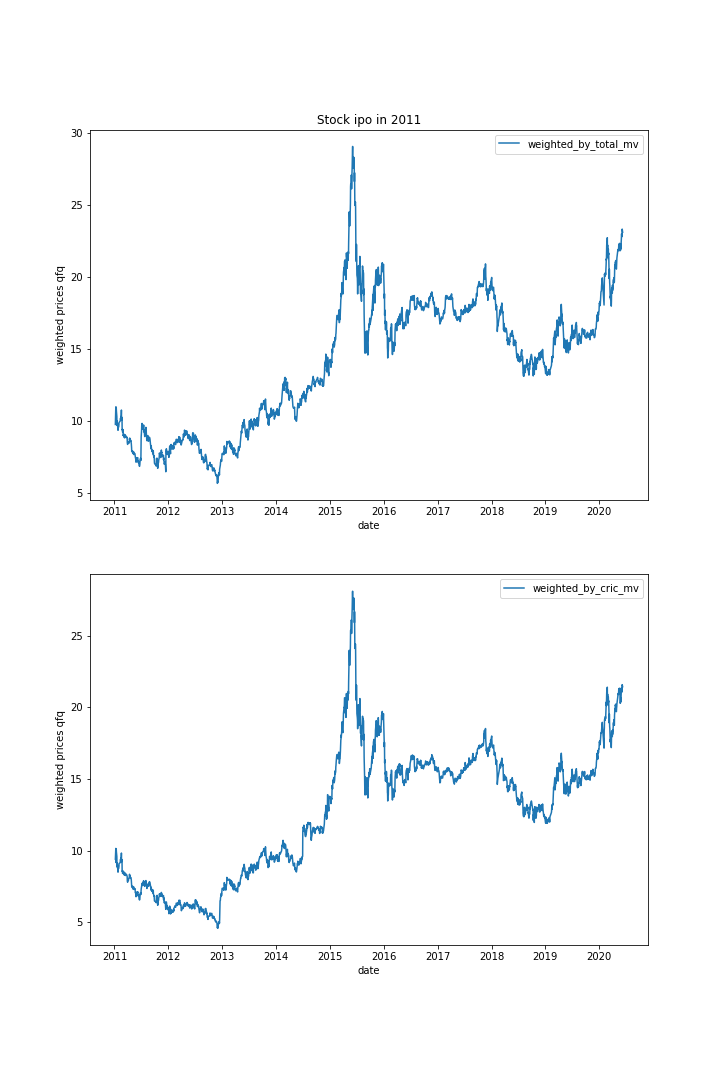 Stock ipo in 2011
weighted_by_total_mv
30
25
20
15
10
5
weighted prices qfq
2011 2012 2013 2014 2015 2016 2017 2018 2019 2020
date
weighted_by_cric_mv
25
20
15
10
5
weighted prices qfq
2011 2012 2013 2014 2015 2016 2017 2018 2019 2020
date